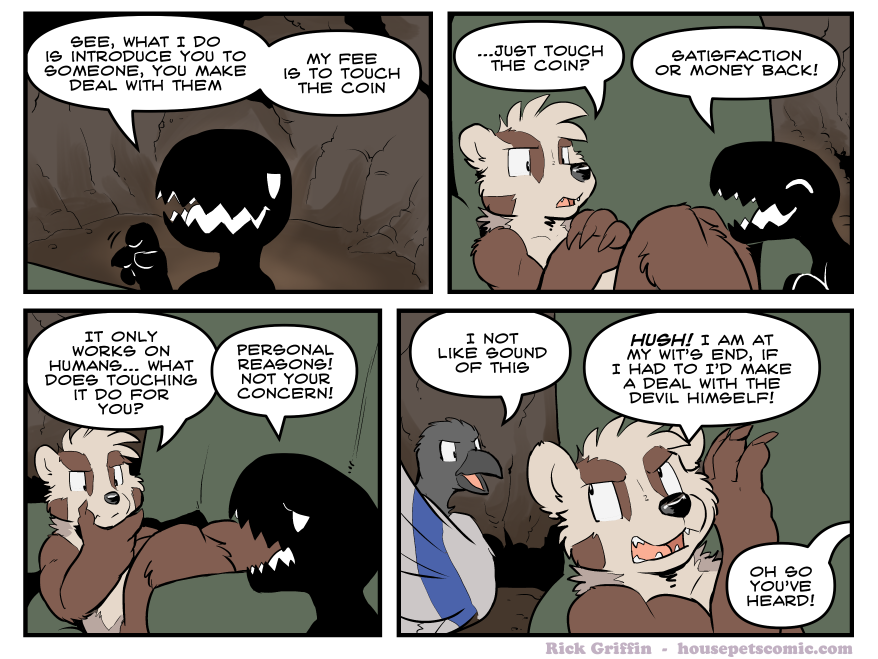 SEE, WHAT I DO
IS INTRODUCE YOU TO
SOMEONE, YOU MAKE
DEAL WITH THEM
MY FEE
IS TO TOUCH
THE COIN
...JUST TOUCH
THE COIN?
SATISFACTION
OR MONEY BACK!
IT ONLY
WORKS ON
HUMANS... WHAT
DOES TOUCHING
IT DO FOR
YOU?
PERSONAL
REASONS!
NOT YOUR
CONCERN!
I NOT
LIKE SOUND
OF THIS
HUSH! I AM AT
MY WIT'S END, IF
I HAD TO I'D MAKE
A DEAL WITH THE
DEVIL HIMSELF!
OH SO
YOU'VE
HEARD!
Rick Griffin - housepetscomic.com